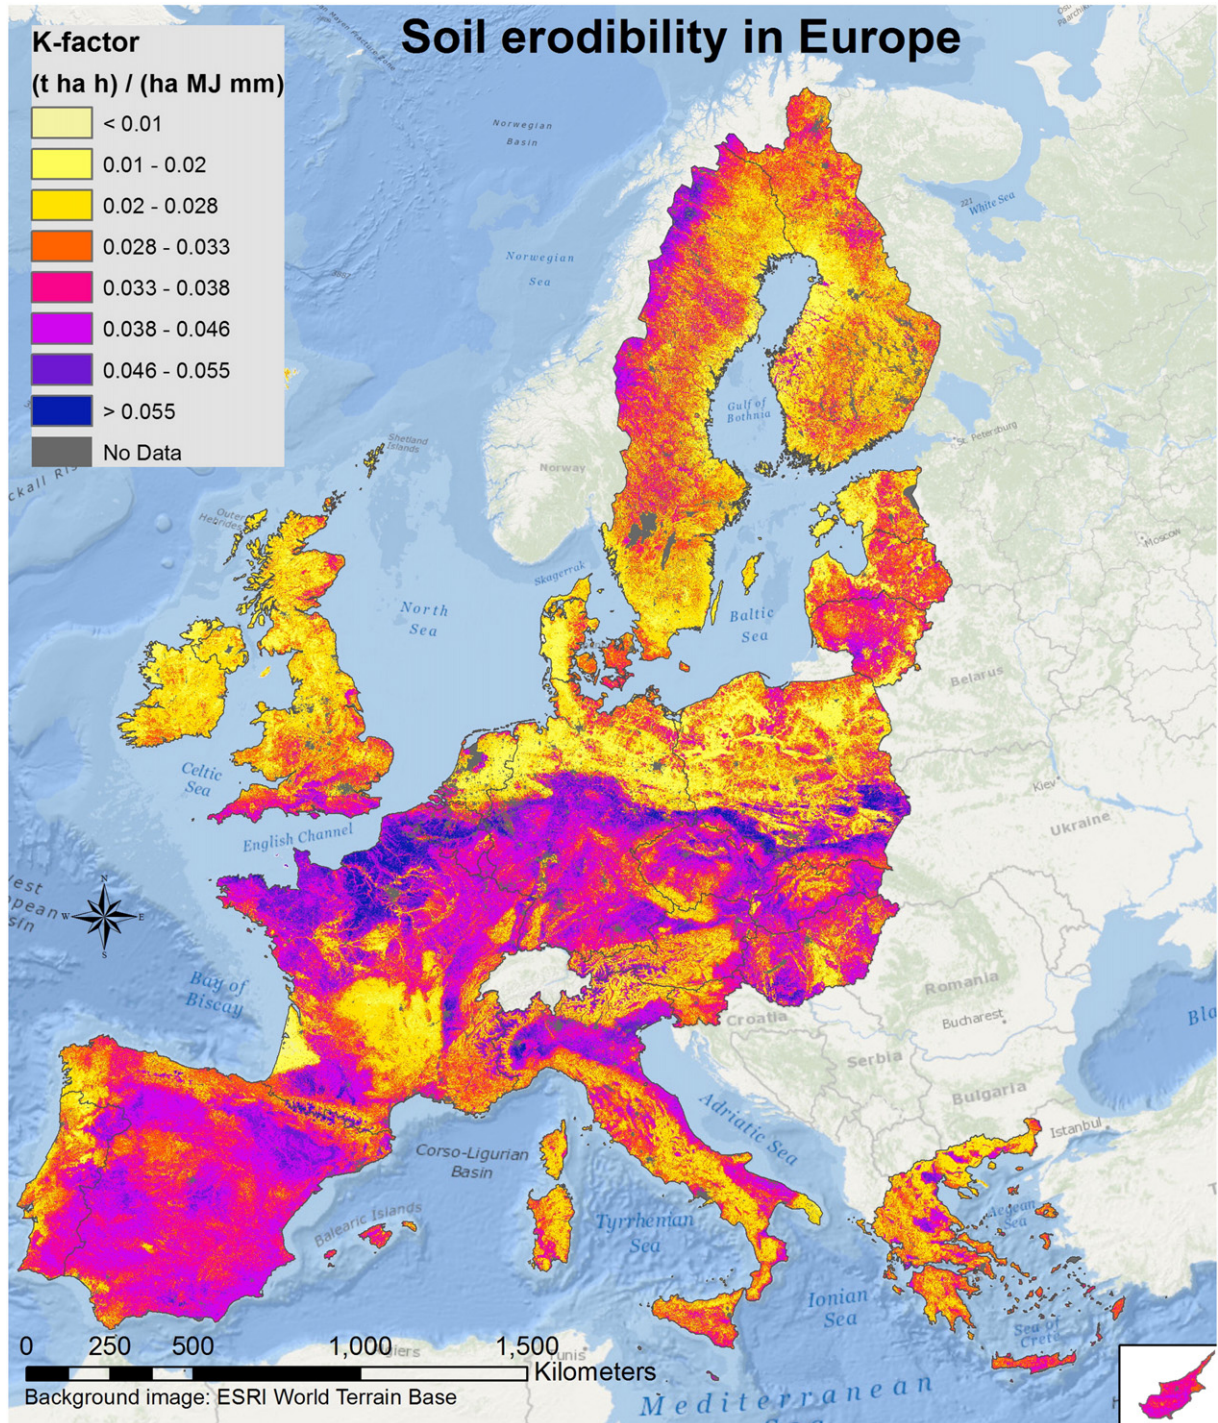 Soil erodibility in Europe
K-factor
(t ha h) / (ha MJ mm)
< 0.01
0.01 - 0.02
0.02 - 0.028
0.028 - 0.033
0.033 - 0.038
0.038 - 0.046
0.046 - 0.055
> 0.055
No Data
Norwegian
Basin
White Sea
Norwegian
Sea
Gulf of
Bothnia
St. Petersburg
Shetland
Islands
Norway
Outer
Hebrides
Moscow
Skagerrak
North
Sea
Baltic
Sea
Belarus
Celtic
Sea
Kiev
Ukraine
English Channel
N
W
E
S
Bay of
Biscay
Romania
Croatia
Bucharest
Serbia
Bulgaria
Adriatic Sea
Istanbul
Corso-Ligurian
Basin
Balearic Islands
Tyrrhenian
Sea
Aegean
Sea
Ionian
Sea
Sea of
Crete
0 250 500 1,000 1,500
Kilometers
Background image: ESRI World Terrain Base
Mediterranean